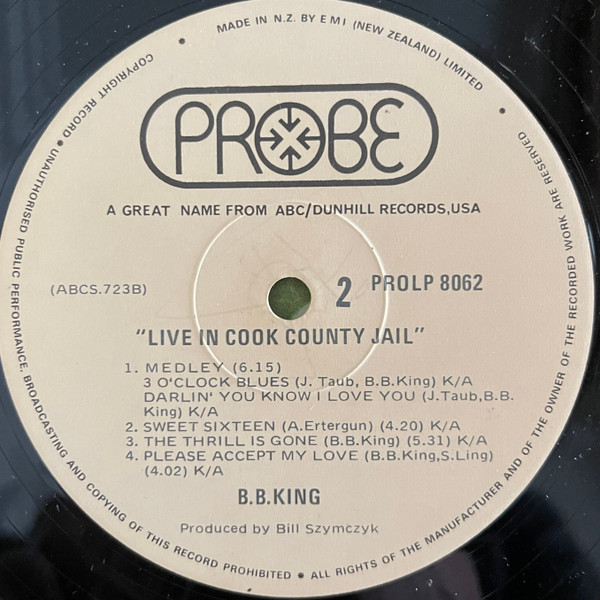 MADE IN N.Z. BY E M I (NEW ZEALAND) LIMITED
PROBE
A GREAT NAME FROM ABC/DUNHILL RECORDS,USA
(ABCS.723B)
2
PROLP 8062
"LIVE IN COOK COUNTY JAIL"
1. MEDLEY (6.15)
3 O'CLOCK BLUES (J. Taub, B.B.King) K/A
DARLIN' YOU KNOW I LOVE YOU (J.Taub,B.B.
King) K/A
2. SWEET SIXTEEN (A.Ertergun) (4.20) K/A
3. THE THRILL IS GONE (B.B.King) (5.31) K/A
4. PLEASE ACCEPT MY LOVE (B.B.King,S.Ling)
(4.02) K/A
B.B.KING
Produced by Bill Szymczyk
COPYRIGHT RECORD • UNAUTHORISED PUBLIC PERFORMANCE, BROADCASTING AND COPYING OF THIS RECORD PROHIBITED • ALL RIGHTS OF THE MANUFACTURER AND OF THE OWNER OF THE RECORDED WORK ARE RESERVED